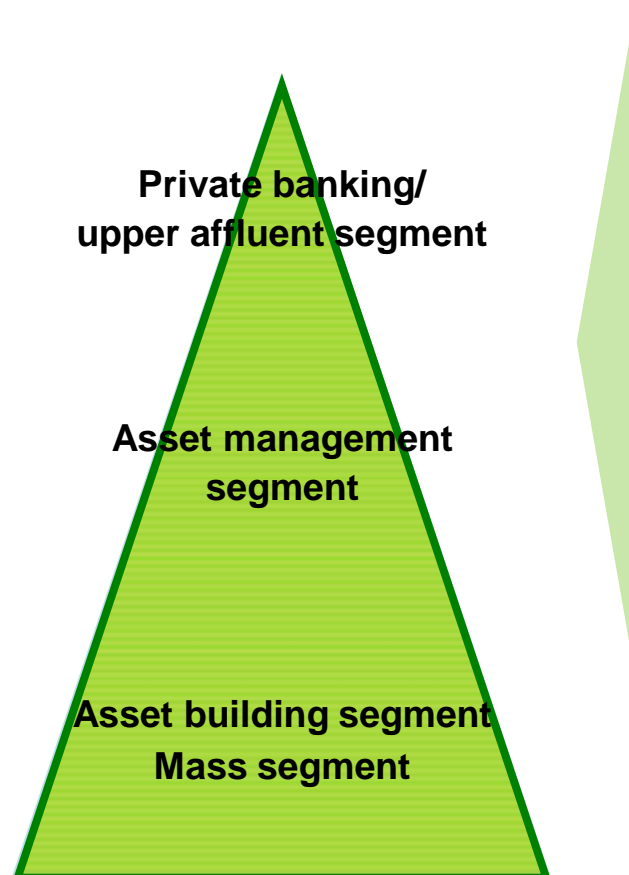 Private banking/
upper affluent segment
Asset management
segment
Asset building segment
Mass segment